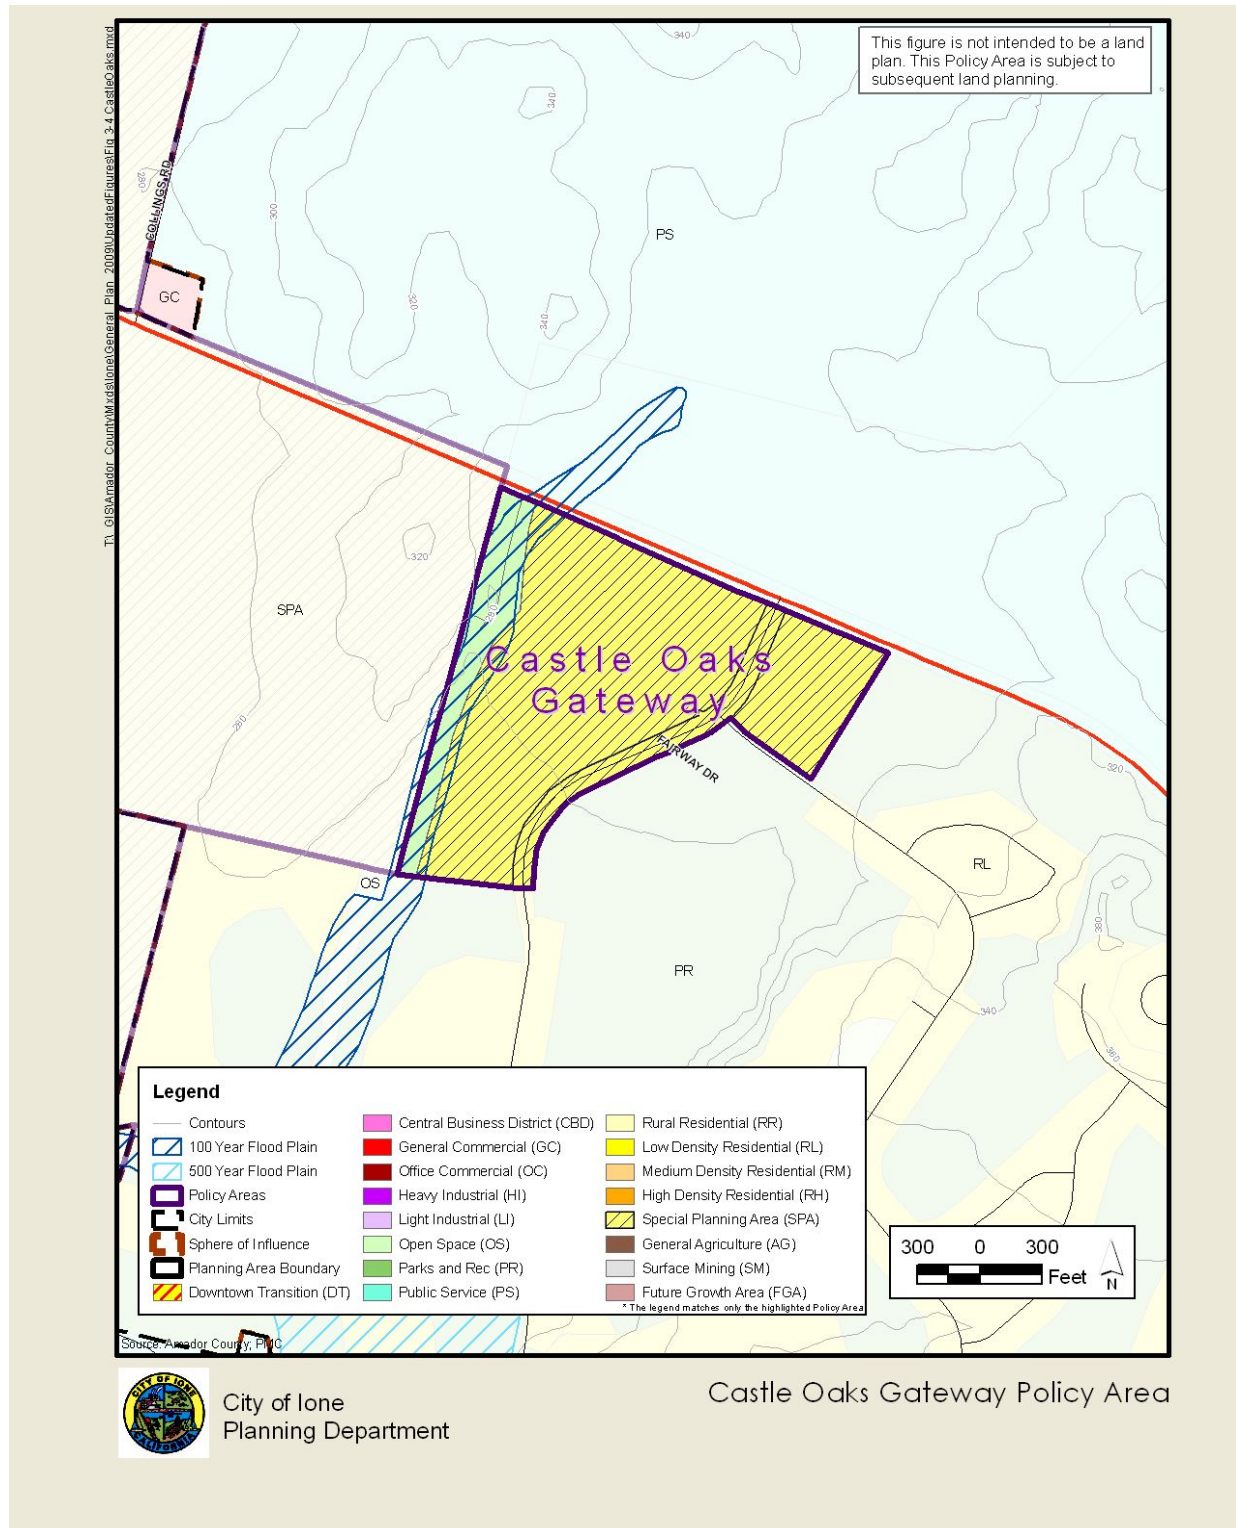 This figure is not intended to be a land
plan. This Policy Area is subject to
subsequent land planning.
T:\_GIS\Amador_County\Mxds\Ione\General_Plan_2009\UpdatedFigures\Fig 3-4 CastleOaks.mxd
340
340
280
COLLINGS RD
300
PS
GC
320
340
320
SPA
280
Castle Oaks
Gateway
260
FAIRWAY DR
320
RL
OS
380
PR
340
360
Legend
Contours
100 Year Flood Plain
500 Year Flood Plain
Policy Areas
City Limits
Sphere of Influence
Planning Area Boundary
Downtown Transition (DT)
Central Business District (CBD)
General Commercial (GC)
Office Commercial (OC)
Heavy Industrial (HI)
Light Industrial (LI)
Open Space (OS)
Parks and Rec (PR)
Public Service (PS)
Rural Residential (RR)
Low Density Residential (RL)
Medium Density Residential (RM)
High Density Residential (RH)
Special Planning Area (SPA)
General Agriculture (AG)
Surface Mining (SM)
Future Growth Area (FGA)
* The legend matches only the highlighted Policy Area
300 0 300
Feet
N
Source: Amador County, PMC
CITY OF IONE
CALIFORNIA
City of Ione
Planning Department
Castle Oaks Gateway Policy Area